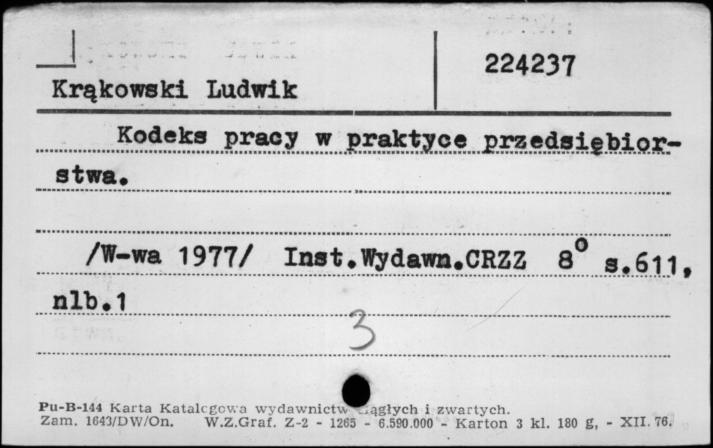 224237
Krąkowski Ludwik
Kodeks pracy w praktyce przedsiębior-
stwa.
/W-wa 1977/ Inst.Wydawn.CRZZ 8° s.611,
nlb.1
3
Pu-B-144 Karta Katalogowa wydawnictw ciągłych i zwartych.
Zam. 1643/DW/On. W.Z.Graf. Z-2 - 1265 - 6.590.000 - Karton 3 kl. 180 g, - XII. 76.